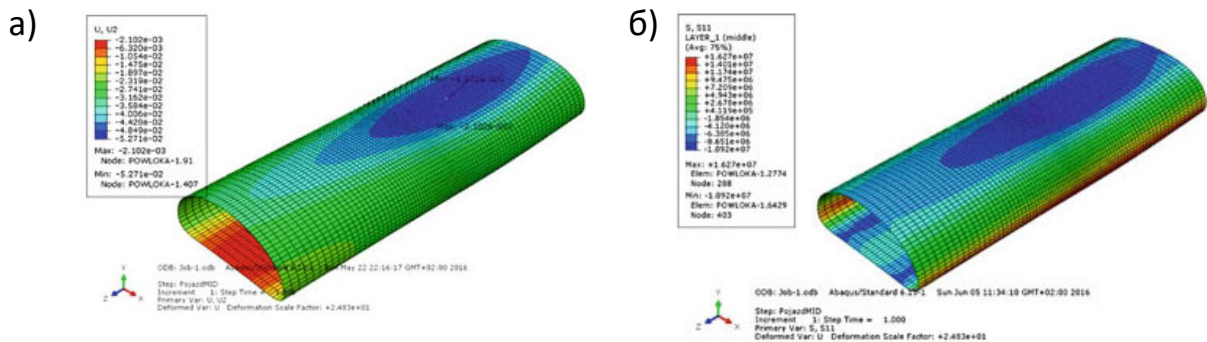 а)
U, U2
-2.102e-03
-6.320e-03
-1.054e-02
-1.475e-02
-1.897e-02
-2.319e-02
-2.741e-02
-3.162e-02
-3.584e-02
-4.006e-02
-4.428e-02
-4.849e-02
-5.271e-02
Max: -2.102e-03
Node: POWLOKA-1.91
Min: -5.271e-02
Node: POWLOKA-1.407
ODB: Job-1.odb Abaqus/Standard May 22 22:16:17 GMT+02:00 2016
Step: PojazdMID
Increment 1: Step Time =
Primary Var: U, U2
Deformed Var: U Deformation Scale Factor: +2.483e+01
Y
Z
X
б)
S, S11
LAYER_1 (middle)
(Avg: 75%)
+1.627e+07
+1.401e+07
+1.174e+07
+9.475e+06
+7.209e+06
+4.943e+06
+2.678e+06
+4.119e+05
-1.854e+06
-4.120e+06
-6.385e+06
-8.651e+06
-1.092e+07
Max: +1.627e+07
Elem: POWLOKA-1.2774
Node: 288
Min: -1.092e+07
Elem: POWLOKA-1.6429
Node: 403
ODB: Job-1.odb Abaqus/Standard Sun Jun 05 11:34:10 GMT+02:00 2016
Step: PojazdMID
Increment 1: Step Time = 1.000
Primary Var: S, S11
Deformed Var: U Deformation Scale Factor: +2.483e+01
Y
Z
X